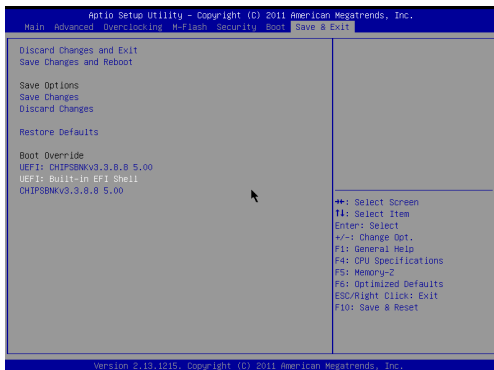 Aptio Setup Utility – Copyright (C) 2011 American Megatrends, Inc.
Main Advanced Overclocking M-Flash Security Boot Save & Exit
Discard Changes and Exit
Save Changes and Reboot
Save Options
Save Changes
Discard Changes
Restore Defaults
Boot Override
UEFI: CHIPSBNKv3.3.8.8 5.00
UEFI: Built-in EFI Shell
CHIPSBNKv3.3.8.8 5.00
→←: Select Screen
↑↓: Select Item
Enter: Select
+/-: Change Opt.
F1: General Help
F4: CPU Specifications
F5: Memory-Z
F6: Optimized Defaults
ESC/Right Click: Exit
F10: Save & Reset
Version 2.13.1215. Copyright (C) 2011 American Megatrends, Inc.